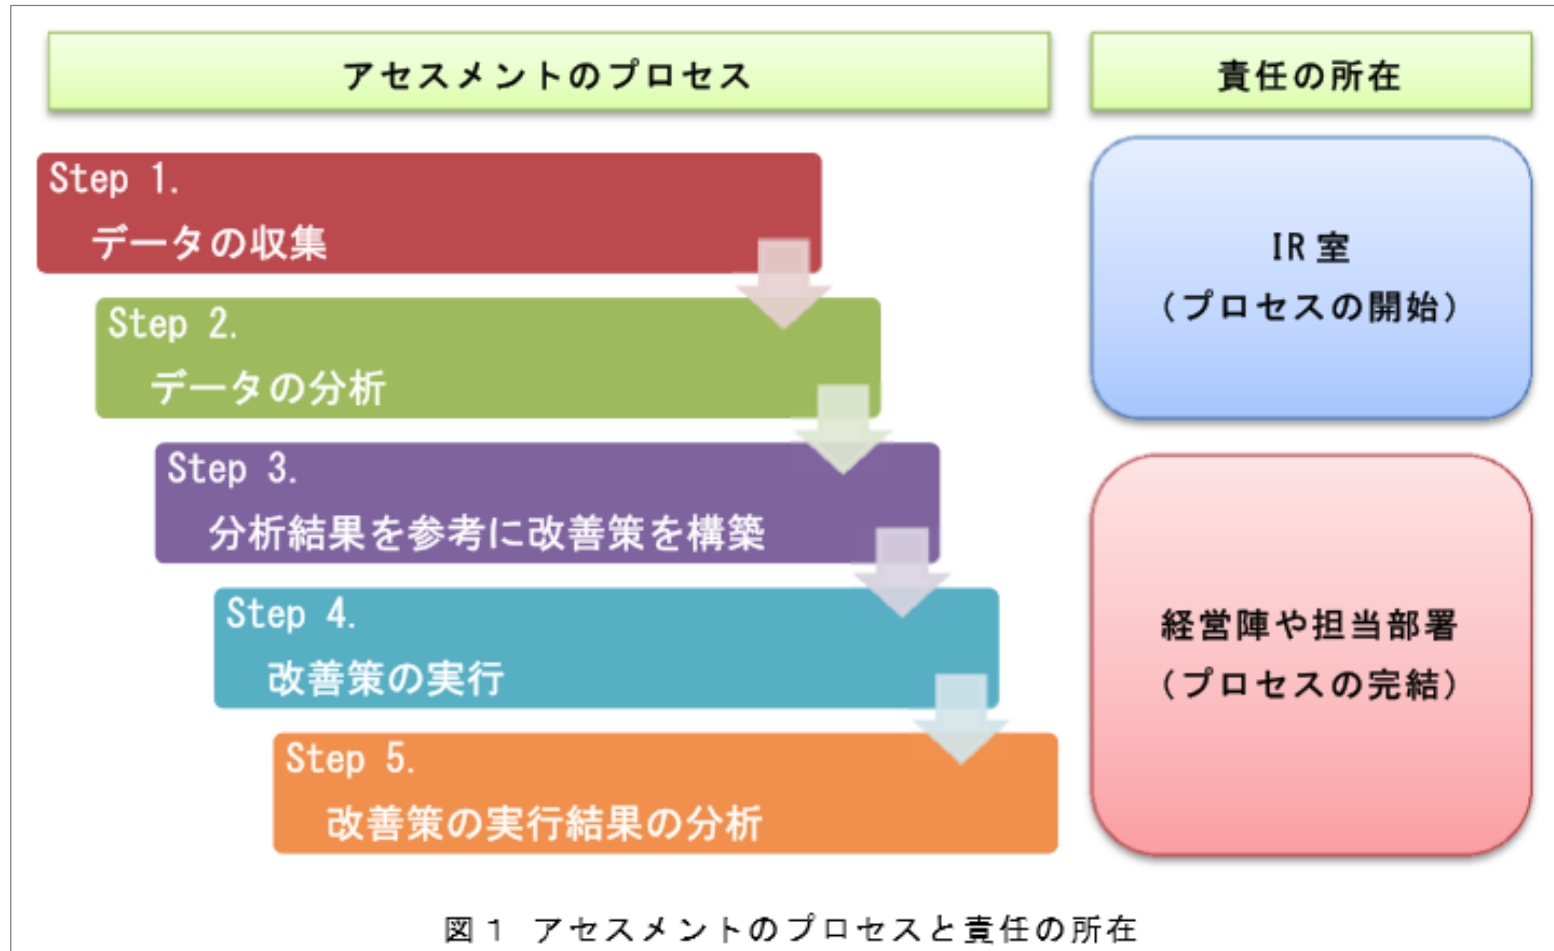 アセスメントのプロセス
責任の所在
Step 1.
データの収集
Step 2.
データの分析
Step 3.
分析結果を参考に改善策を構築
Step 4.
改善策の実行
Step 5.
改善策の実行結果の分析
IR室
（プロセスの開始）
経営陣や担当部署
（プロセスの完結）
図1 アセスメントのプロセスと責任の所在